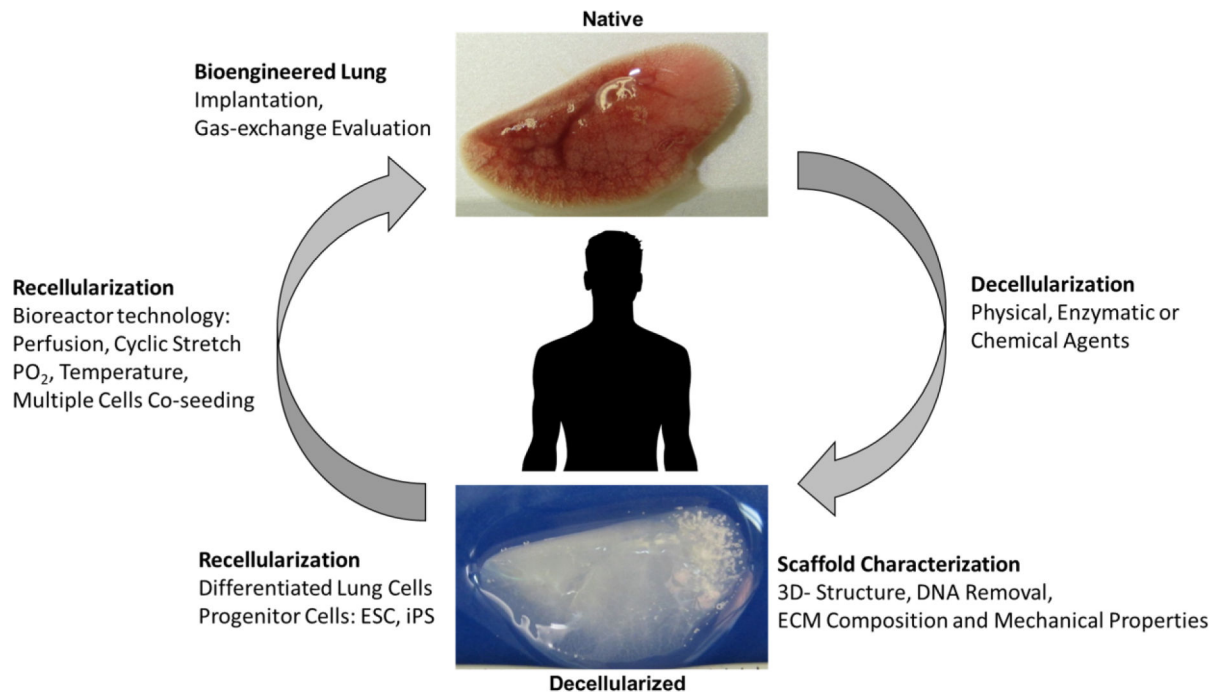 Native
Bioengineered Lung
Implantation,
Gas-exchange Evaluation
Decellularization
Physical, Enzymatic or
Chemical Agents
Recellularization
Bioreactor technology:
Perfusion, Cyclic Stretch
PO₂, Temperature,
Multiple Cells Co-seeding
Recellularization
Differentiated Lung Cells
Progenitor Cells: ESC, iPS
Scaffold Characterization
3D- Structure, DNA Removal,
ECM Composition and Mechanical Properties
Decellularized